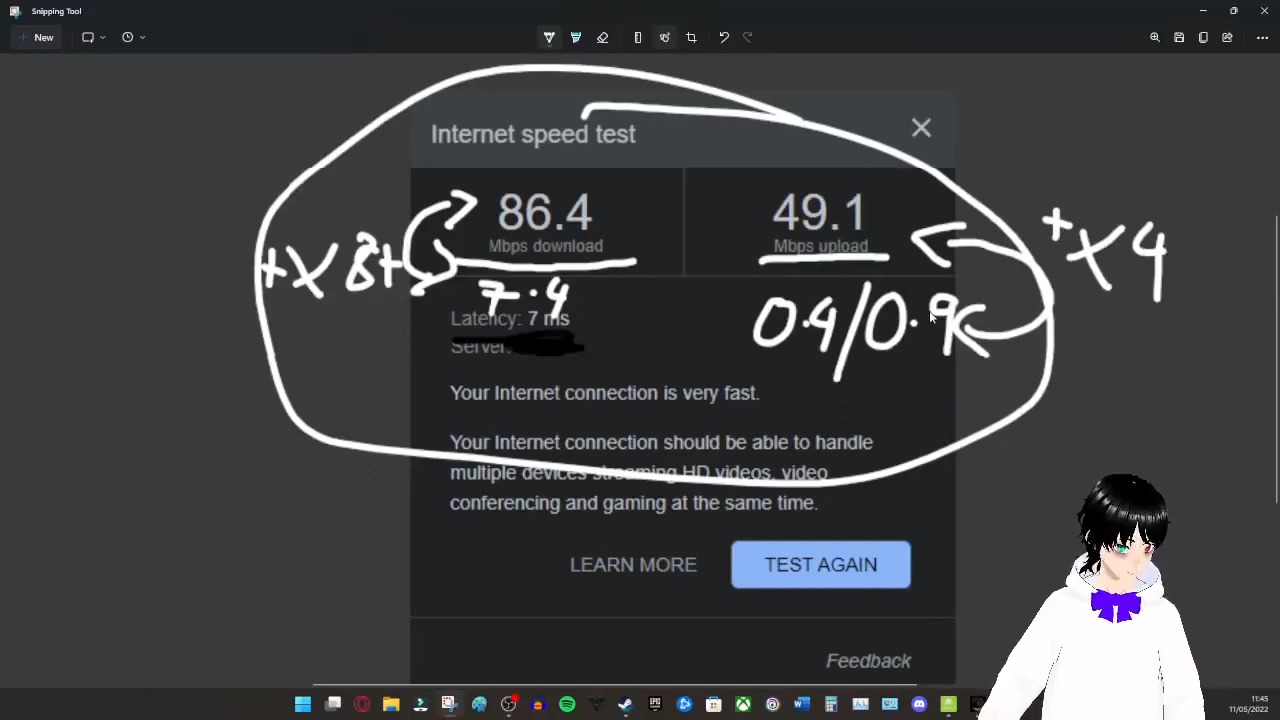 Snipping Tool
New
Internet speed test
86.4
Mbps download
49.1
Mbps upload
+X8+
+X4
7.4
0.4/0.9
Latency: 7 ms
Server:
Your Internet connection is very fast.
Your Internet connection should be able to handle
multiple devices streaming HD videos, video
conferencing and gaming at the same time.
LEARN MORE
TEST AGAIN
Feedback
11:45
11/05/2022